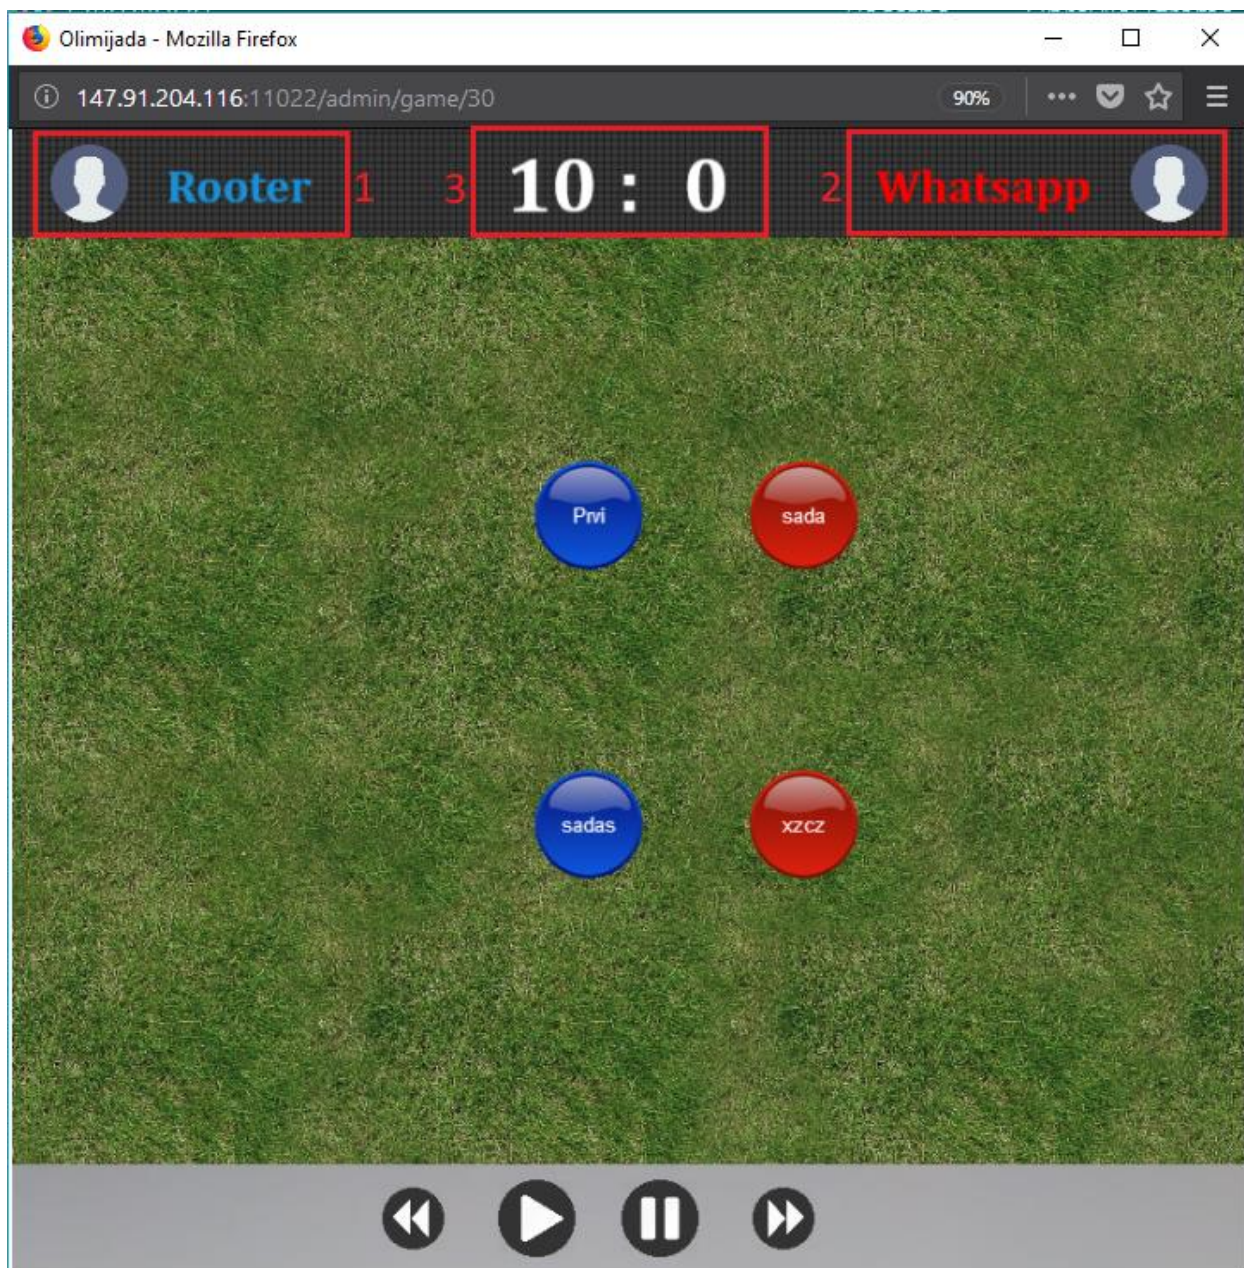 Olimijada - Mozilla Firefox
147.91.204.116:11022/admin/game/30 90%
Rooter 1 3 10 : 0 2 Whatsapp
Prvi sada
sadas xzcz